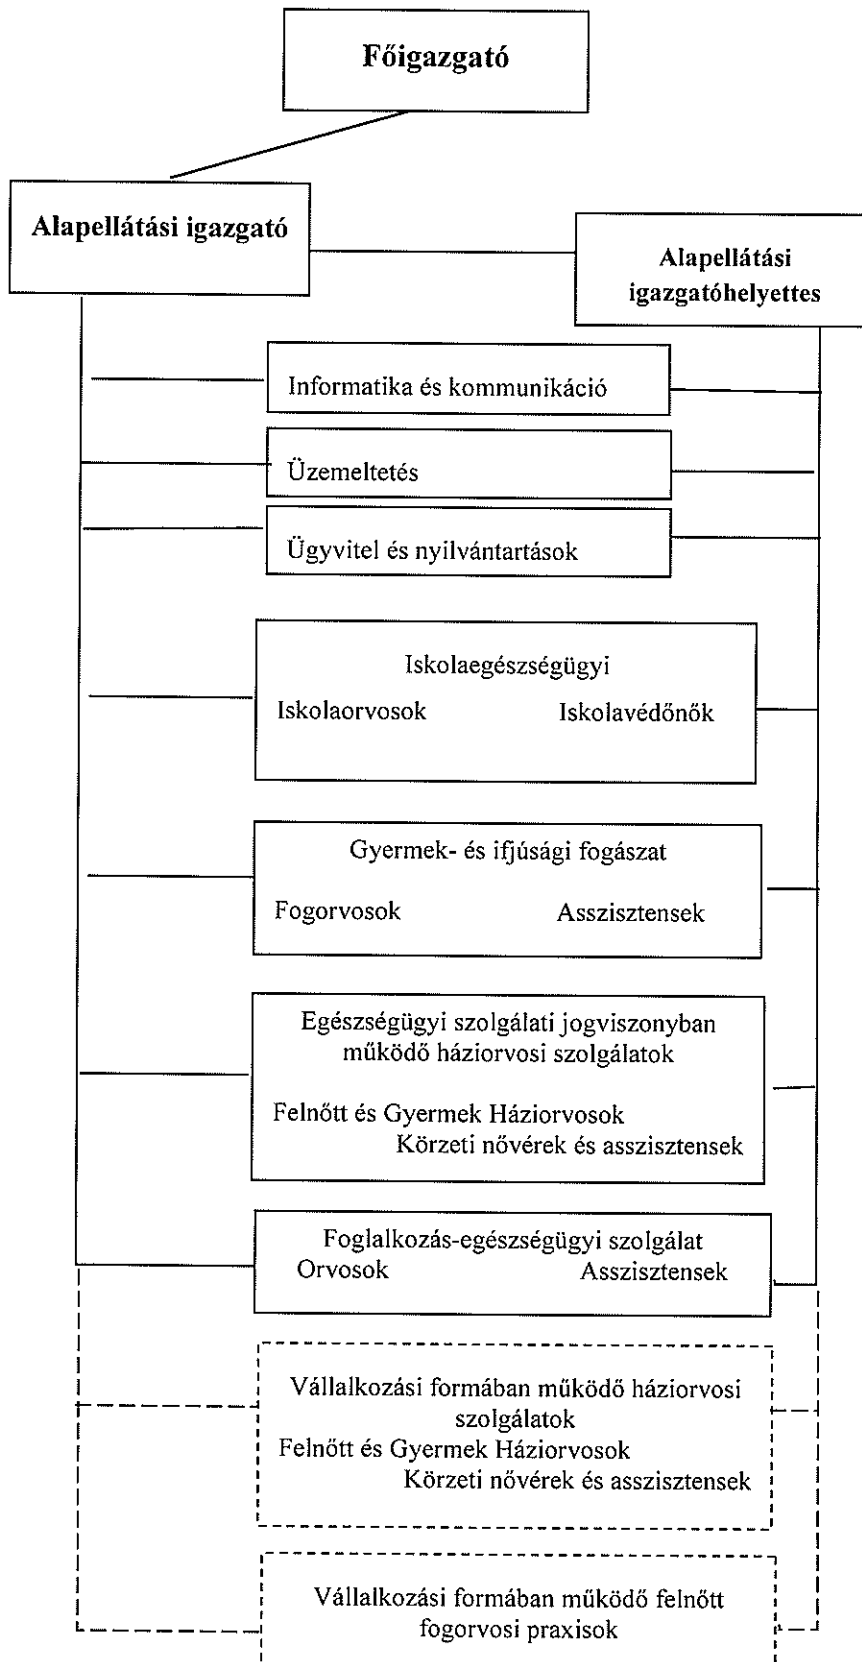 Főigazgató
Alapellátási igazgató
Alapellátási
igazgatóhelyettes
Informatika és kommunikáció
Üzemeltetés
Ügyvitel és nyilvántartások
Iskolaegészségügyi
Iskolaorvosok Iskolavédőnők
Gyermek- és ifjúsági fogászat
Fogorvosok Asszisztensek
Egészségügyi szolgálati jogviszonyban
működő háziorvosi szolgálatok
Felnőtt és Gyermek Háziorvosok
Körzeti nővérek és asszisztensek
Foglalkozás-egészségügyi szolgálat
Orvosok Asszisztensek
Vállalkozási formában működő háziorvosi
szolgálatok
Felnőtt és Gyermek Háziorvosok
Körzeti nővérek és asszisztensek
Vállalkozási formában működő felnőtt
fogorvosi praxisok